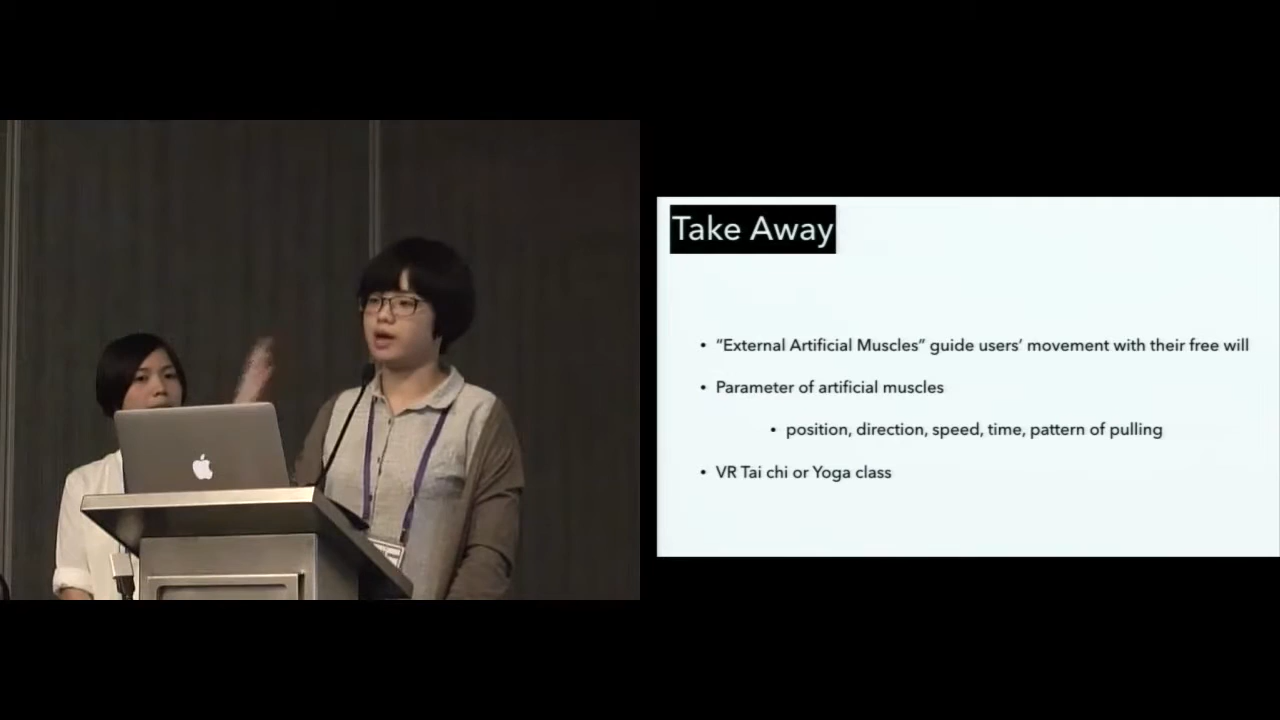 Take Away
• “External Artificial Muscles” guide users’ movement with their free will
• Parameter of artificial muscles
• position, direction, speed, time, pattern of pulling
• VR Tai chi or Yoga class